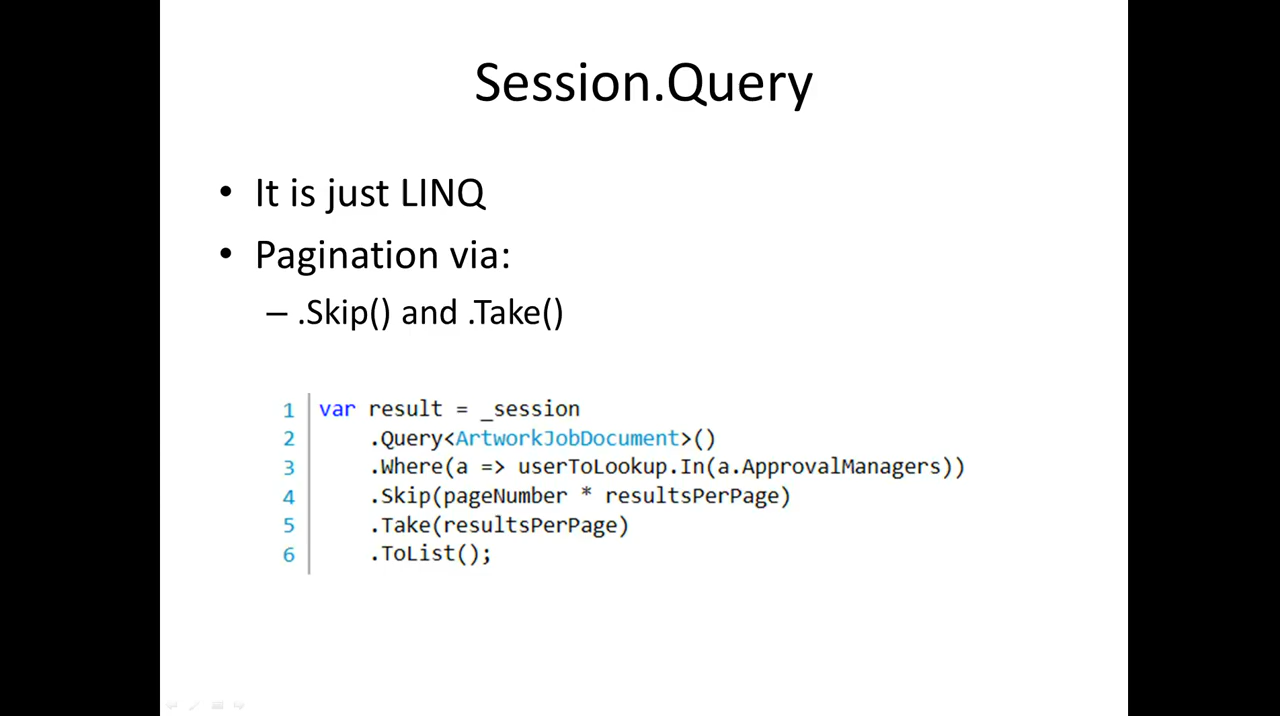 Session.Query
• It is just LINQ
• Pagination via:
– .Skip() and .Take()
1 var result = _session
2 .Query<ArtworkJobDocument>()
3 .Where(a => userToLookup.In(a.ApprovalManagers))
4 .Skip(pageNumber * resultsPerPage)
5 .Take(resultsPerPage)
6 .ToList();